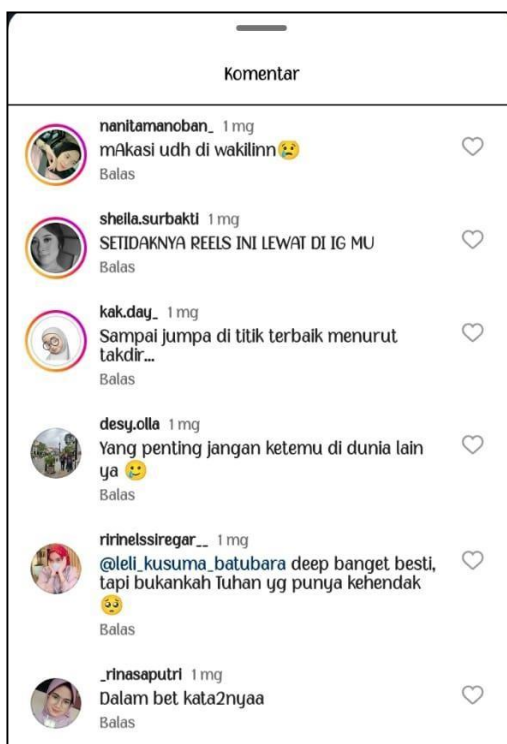 Komentar
nanitamanoban_ 1 mg
mAkasi udh di wakilinn😢
Balas
sheila.surbakti 1 mg
SETIDAKNYA REELS INI LEWAT DI IG MU
Balas
kak.day_ 1 mg
Sampai jumpa di titik terbaik menurut
takdir...
Balas
desy.olla 1 mg
Yang penting jangan ketemu di dunia lain
ya 🥲
Balas
ririnelssiregar__ 1 mg
@leli_kusuma_batubara deep banget besti,
tapi bukankah Tuhan yg punya kehendak
🥺
Balas
_rinasaputri 1 mg
Dalam bet kata2nyaa
Balas